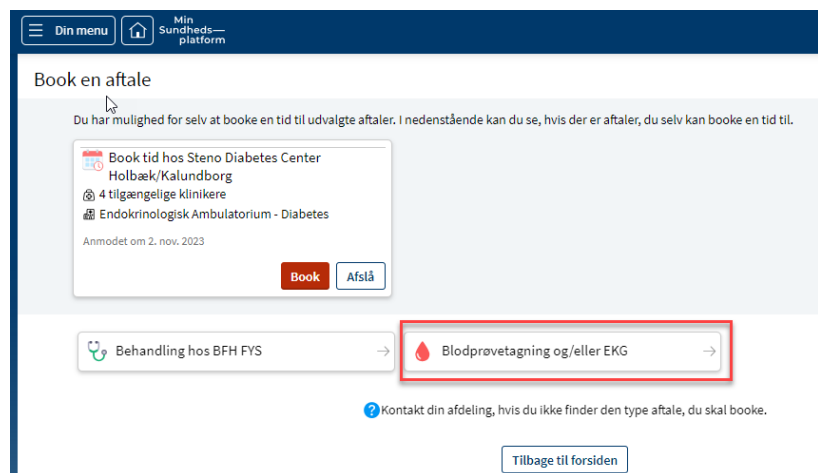 Din menu
Min
Sundheds—
platform
Book en aftale
Du har mulighed for selv at booke en tid til udvalgte aftaler. I nedenstående kan du se, hvis der er aftaler, du selv kan booke en tid til.
Book tid hos Steno Diabetes Center
Holbæk/Kalundborg
4 tilgængelige klinikere
Endokrinologisk Ambulatorium - Diabetes
Anmodet om 2. nov. 2023
Book Afslå
Behandling hos BFH FYS → Blodprøvetagning og/eller EKG →
? Kontakt din afdeling, hvis du ikke finder den type aftale, du skal booke.
Tilbage til forsiden